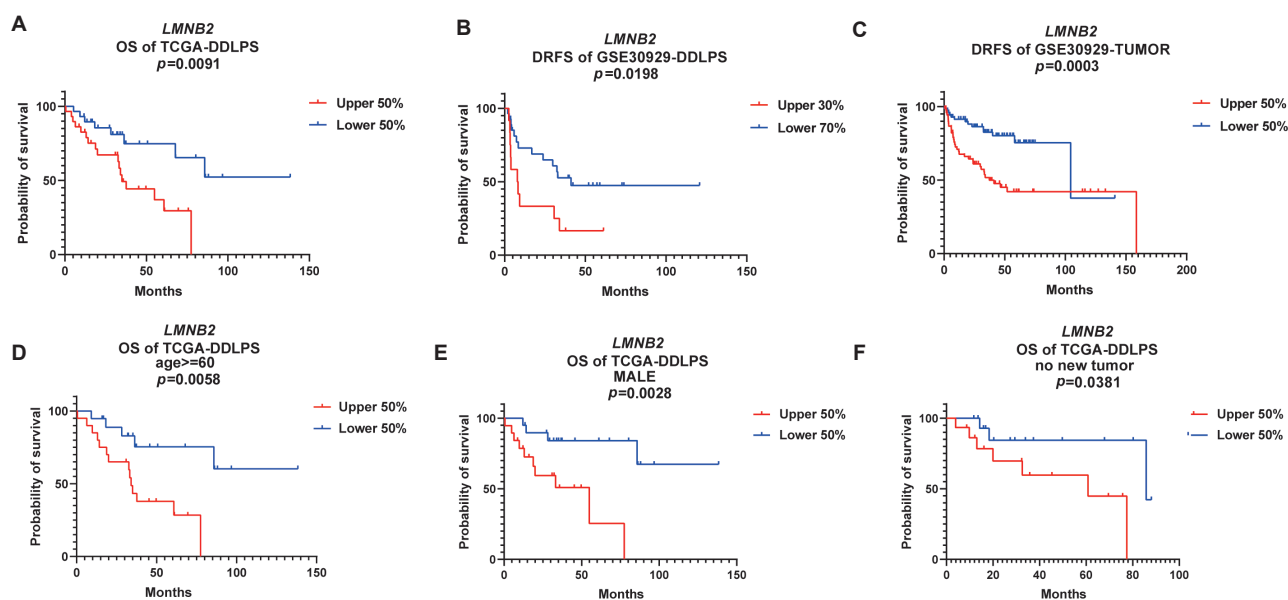 A
LMNB2
OS of TCGA-DDLPS
p=0.0091
Probability of survival
100
50
0
0
50
100
150
Months
Upper 50%
Lower 50%
B
LMNB2
DRFS of GSE30929-DDLPS
p=0.0198
Probability of survival
100
50
0
0
50
100
150
Months
Upper 30%
Lower 70%
C
LMNB2
DRFS of GSE30929-TUMOR
p=0.0003
Probability of survival
100
50
0
0
50
100
150
200
Months
Upper 50%
Lower 50%
D
LMNB2
OS of TCGA-DDLPS
age>=60
p=0.0058
Probability of survival
100
50
0
0
50
100
150
Months
Upper 50%
Lower 50%
E
LMNB2
OS of TCGA-DDLPS
MALE
p=0.0028
Probability of survival
100
50
0
0
50
100
150
Months
Upper 50%
Lower 50%
F
LMNB2
OS of TCGA-DDLPS
no new tumor
p=0.0381
Probability of survival
100
50
0
0
20
40
60
80
100
Months
Upper 50%
Lower 50%